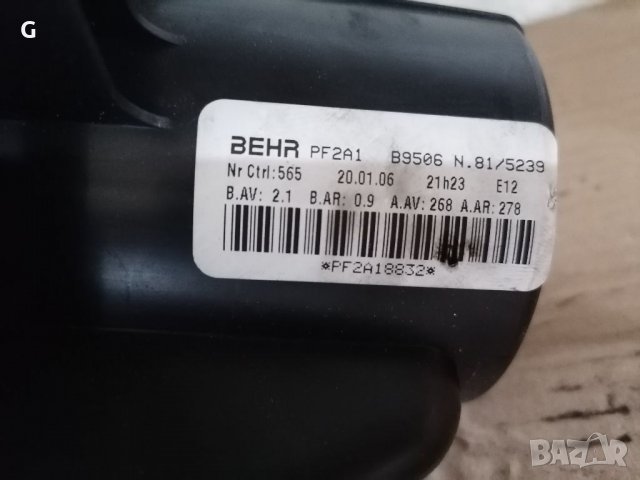 G
BEHR PF2A1 B9506 N.81/5239
Nr Ctrl:565 20.01.06 21h23 E12
B.AV: 2.1 B.AR: 0.9 A.AV: 268 A.AR: 278
*PF2A18832*
BAZAR